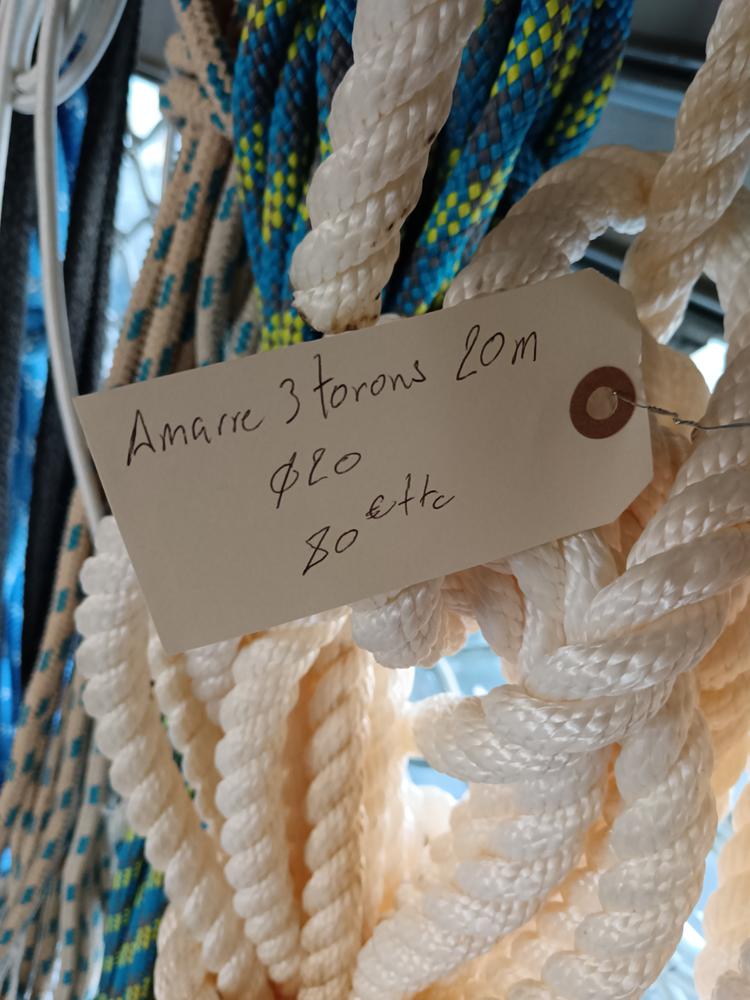 Amarre 3 torons 20m
Ø20
80 € ttc